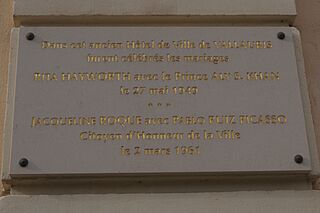 Dans cet ancien Hôtel de Ville de VALLAURIS
furent célébrés les mariages
RITA HAYWORTH avec le Prince ALY S. KHAN
le 27 mai 1949
* * *
JACQUELINE ROQUE avec PABLO RUIZ PICASSO
Citoyen d'Honneur de la Ville
le 2 mars 1961